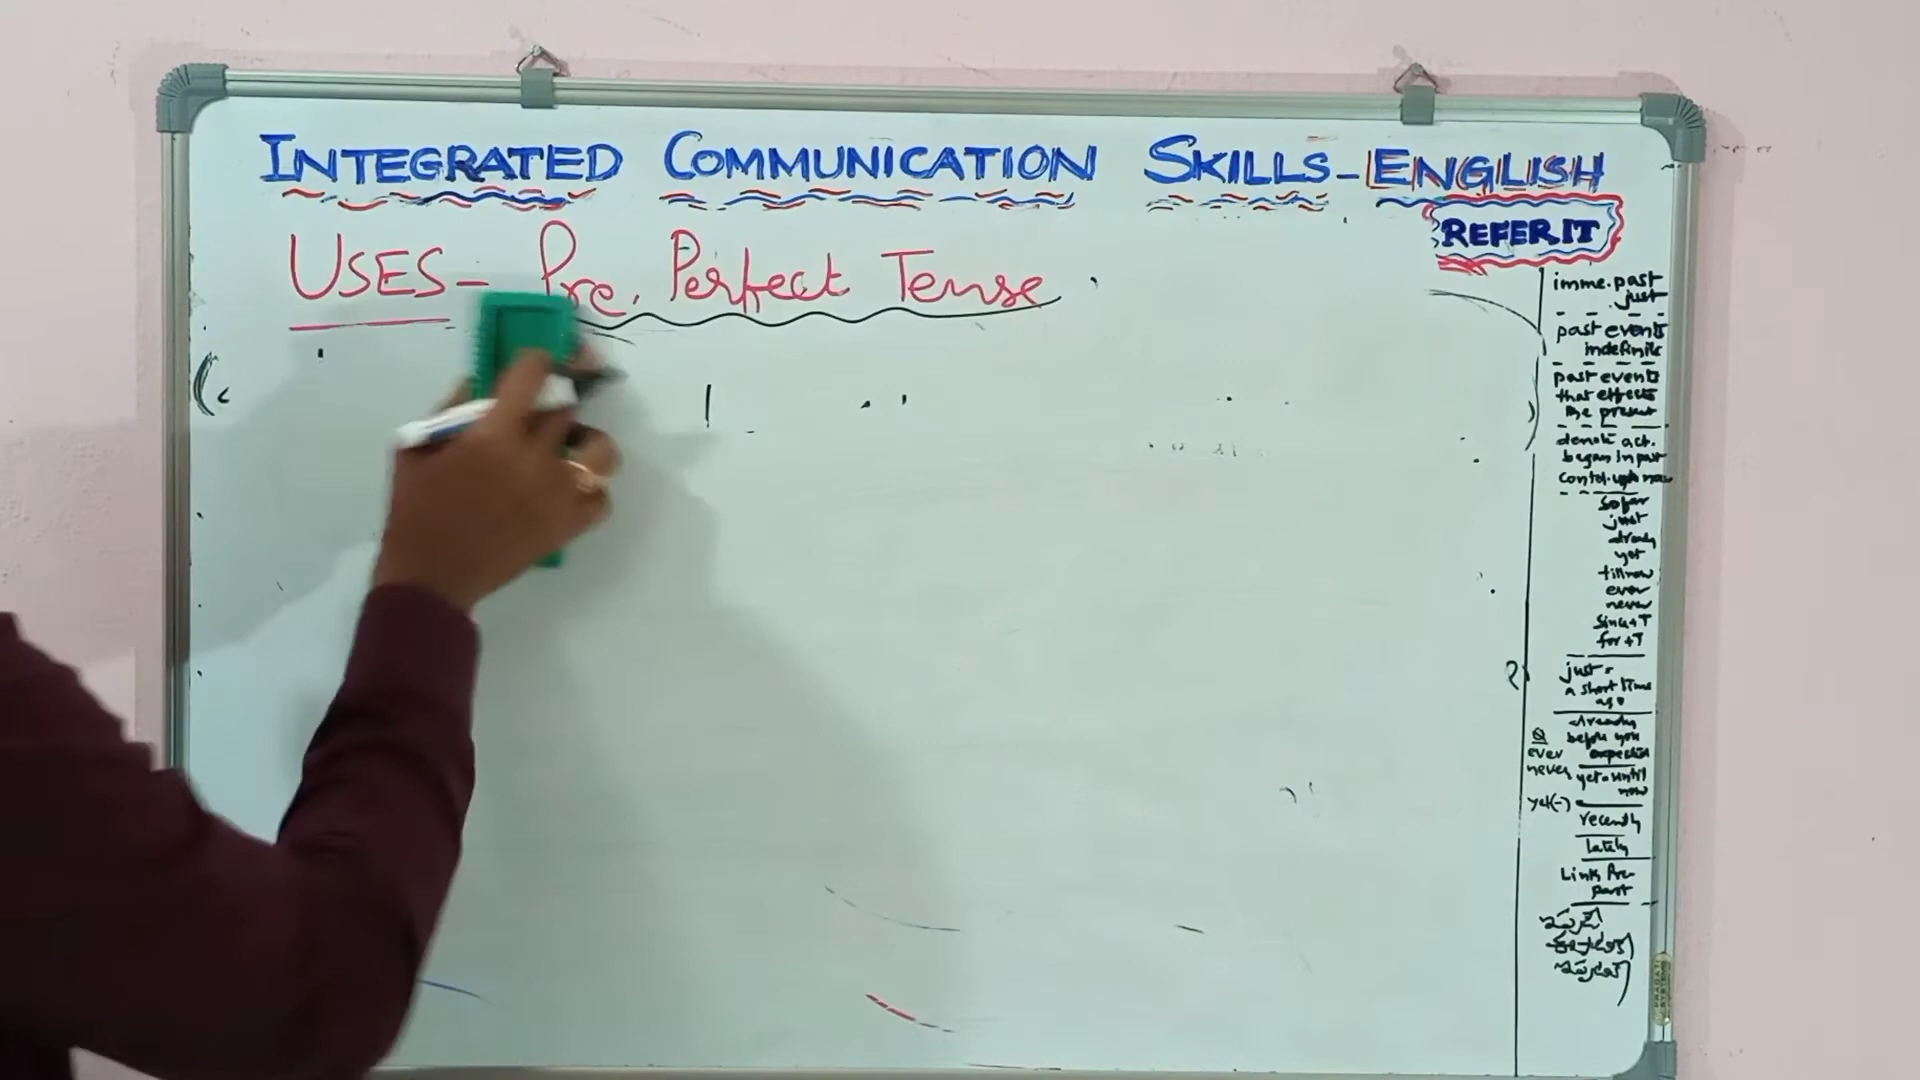 INTEGRATED COMMUNICATION SKILLS-ENGLISH
REFER IT
USES- Pre. Perfect Tense
imme. past
just
past events
indefinite
past events
that effects
the present
denote act.
began in past
contd. upto now
so far
just
already
yet
till now
ever
never
since+T
for+T
just =
a short time
ago
already
before you
expected
ever
never
yet = until
now
yet(-)
recently
lately
Link Pre-
past